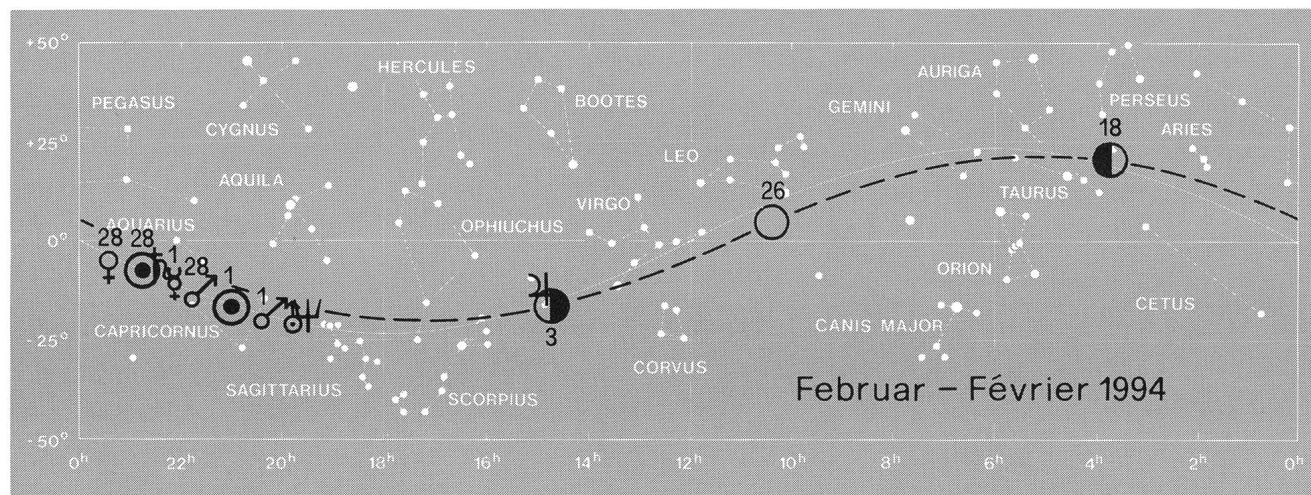 +50°
HERCULES
AURIGA
PEGASUS
BOOTES
GEMINI
PERSEUS
CYGNUS
18
ARIES
+25°
LEO
AQUILA
26
TAURUS
VIRGO
AQUARIUS
OPHIUCHUS
0°
28 28 1 28 1 1
ORION
CETUS
CAPRICORNUS
3
CANIS MAJOR
-25°
CORVUS
SAGITTARIUS
SCORPIUS
Februar – Février 1994
-50°
0h 22h 20h 18h 16h 14h 12h 10h 8h 6h 4h 2h 0h